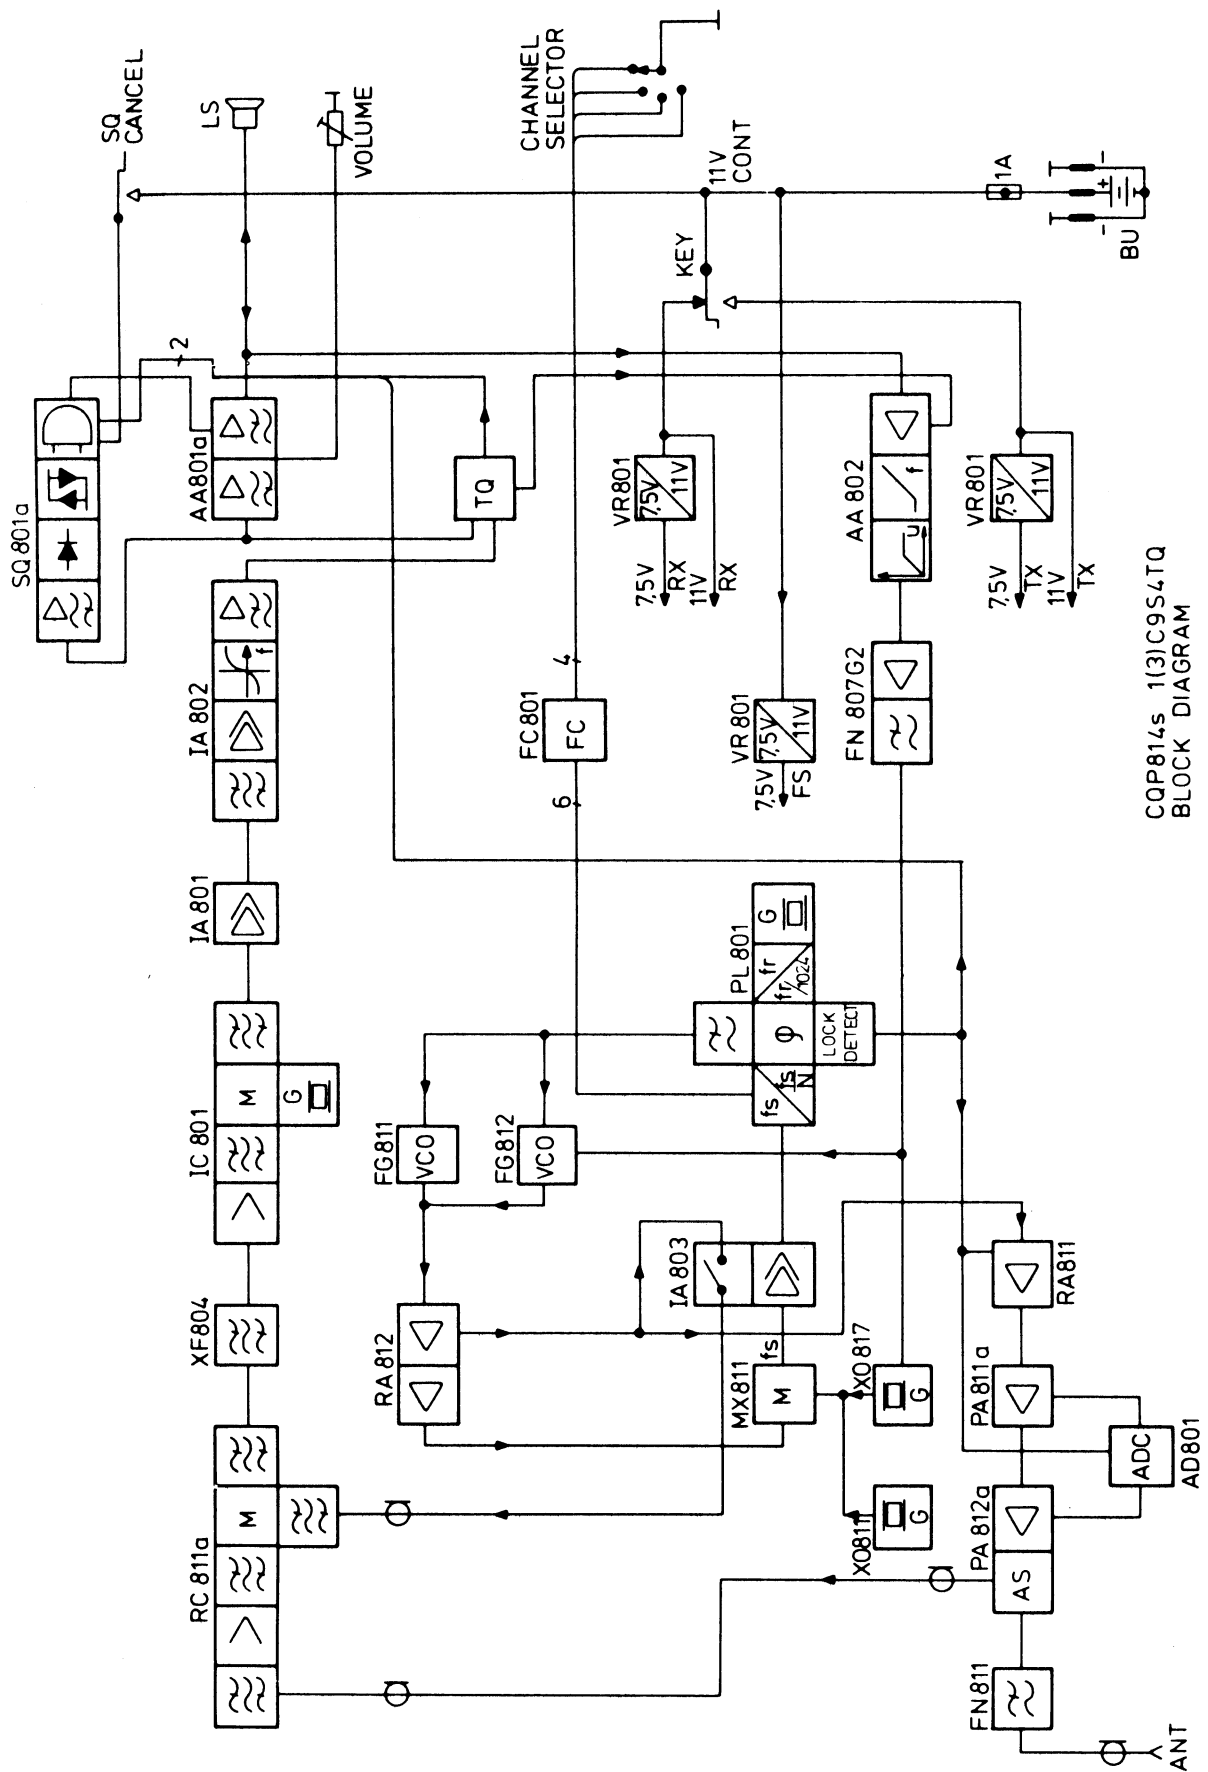 SQ 801a
SQ
CANCEL
LS
VOLUME
2
AA801a
TQ
IA 802
f
IA 801
IC 801
M
G
XF804
RC 811a
M
CHANNEL
SELECTOR
4
FC801
FC
6
11V
CONT
KEY
1A
+
-
-
BU
VR801
7,5V
11V
7,5V
RX
11V
RX
VR801
7,5V
11V
7,5V
FS
AA 802
f
u
VR801
7,5V
11V
7,5V
TX
11V
TX
FN 807G2
PL 801
G
fr
fr/1024
φ
LOCK
DETECT
fs
fs
N
FG811
VCO
FG812
VCO
RA 812
IA 803
fs
MX811
M
XO 817
G
XO811
G
RA811
PA 811a
PA 812a
AS
ADC
AD801
FN811
ANT
CQP814s 1(3)C9S4TQ
BLOCK DIAGRAM